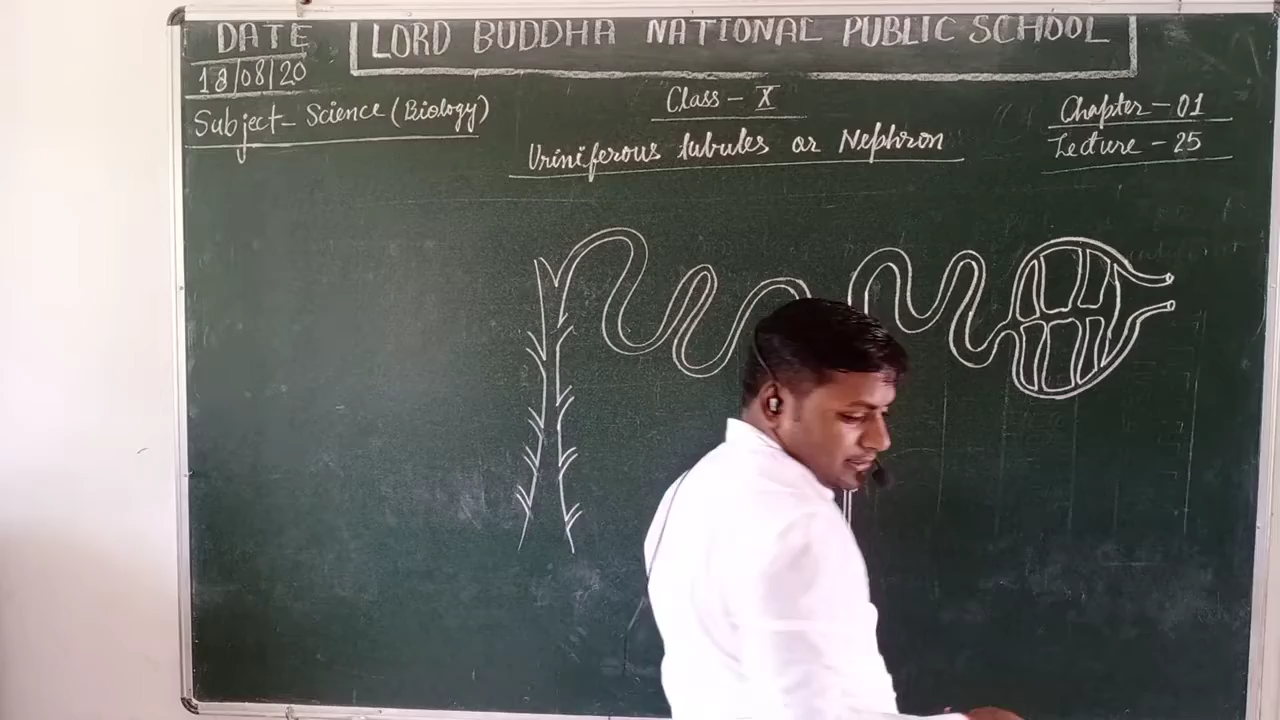 DATE
LORD BUDDHA NATIONAL PUBLIC SCHOOL
18/08/20
Subject- Science (Biology)
Class - X
Chapter - 01
Uriniferous tubules or Nephron
Lecture - 25